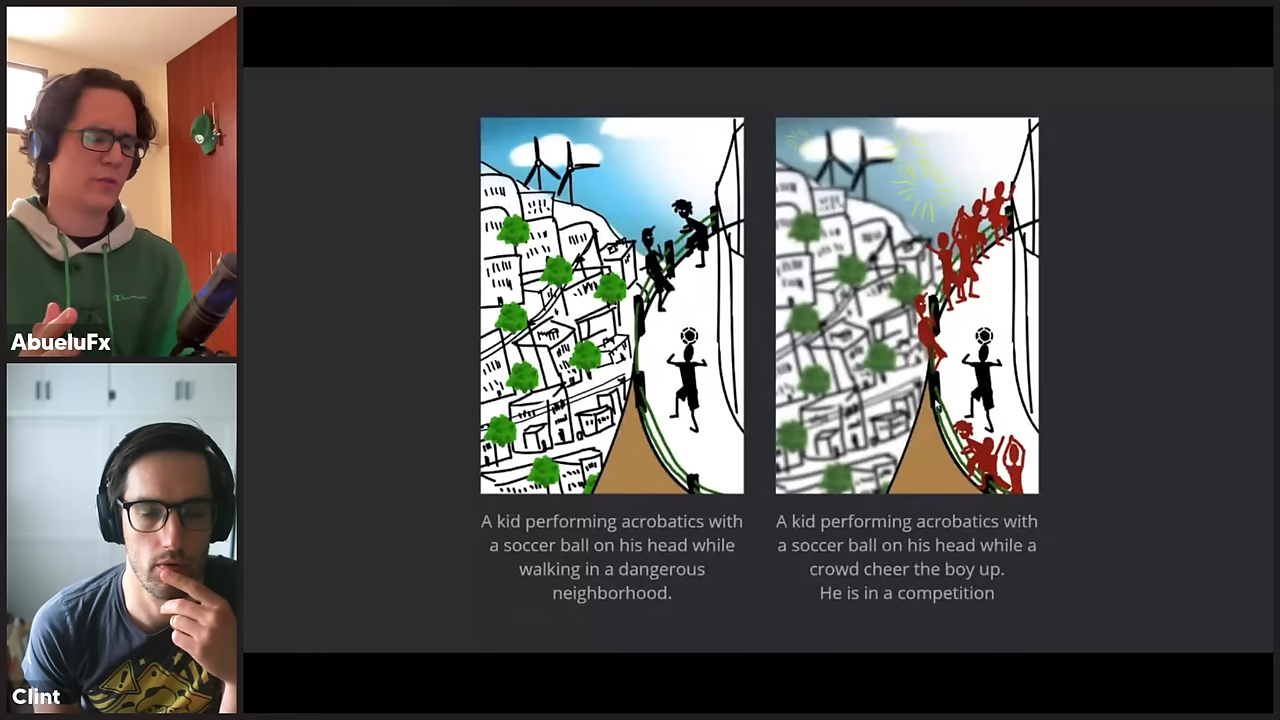 AbueluFx
Clint
A kid performing acrobatics with
a soccer ball on his head while
walking in a dangerous
neighborhood.
A kid performing acrobatics with
a soccer ball on his head while a
crowd cheer the boy up.
He is in a competition